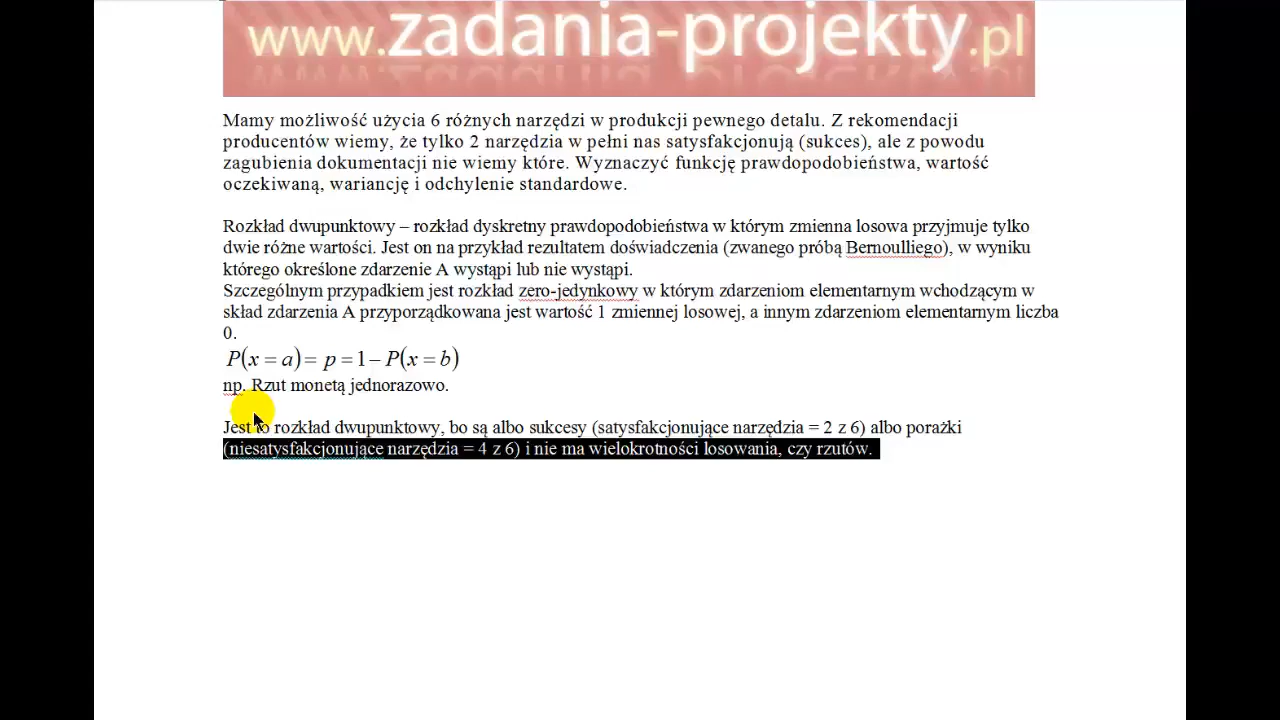 www.zadania-projekty.pl
Mamy możliwość użycia 6 różnych narzędzi w produkcji pewnego detalu. Z rekomendacji
producentów wiemy, że tylko 2 narzędzia w pełni nas satysfakcjonują (sukces), ale z powodu
zagubienia dokumentacji nie wiemy które. Wyznaczyć funkcję prawdopodobieństwa, wartość
oczekiwaną, wariancję i odchylenie standardowe.
Rozkład dwupunktowy – rozkład dyskretny prawdopodobieństwa w którym zmienna losowa przyjmuje tylko
dwie różne wartości. Jest on na przykład rezultatem doświadczenia (zwanego próbą Bernoulliego), w wyniku
którego określone zdarzenie A wystąpi lub nie wystąpi.
Szczególnym przypadkiem jest rozkład zero-jedynkowy w którym zdarzeniom elementarnym wchodzącym w
skład zdarzenia A przyporządkowana jest wartość 1 zmiennej losowej, a innym zdarzeniom elementarnym liczba
0.
P(x = a) = p = 1 − P(x = b)
np. Rzut monetą jednorazowo.
Jest to rozkład dwupunktowy, bo są albo sukcesy (satysfakcjonujące narzędzia = 2 z 6) albo porażki
(niesatysfakcjonujące narzędzia = 4 z 6) i nie ma wielokrotności losowania, czy rzutów.